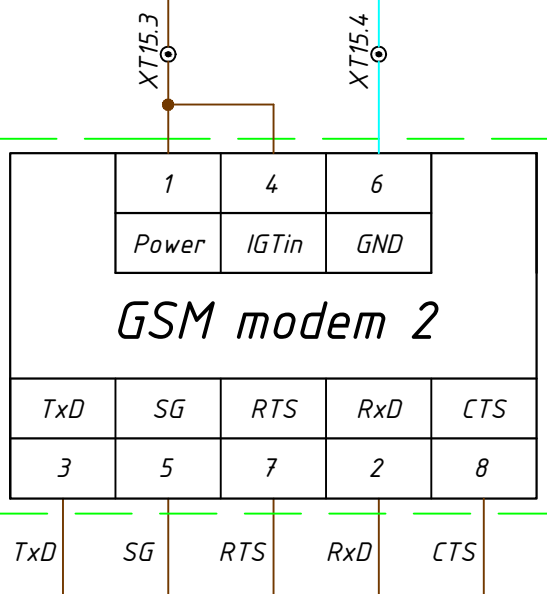 XT15.3 XT15.4
1 4 6
Power IGTin GND
GSM modem 2
TxD SG RTS RxD CTS
3 5 7 2 8
TxD SG RTS RxD CTS